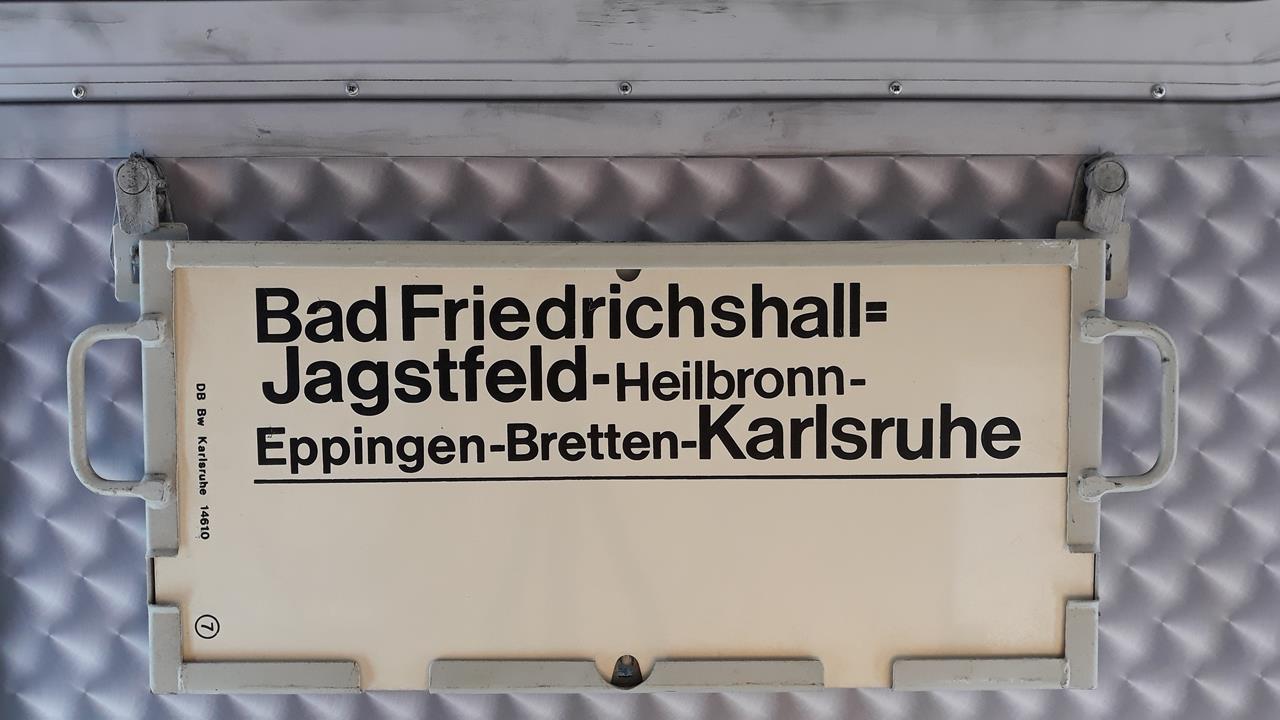 Bad Friedrichshall=
Jagstfeld-Heilbronn-
Eppingen-Bretten-Karlsruhe
DB Bw Karlsruhe 14610
7